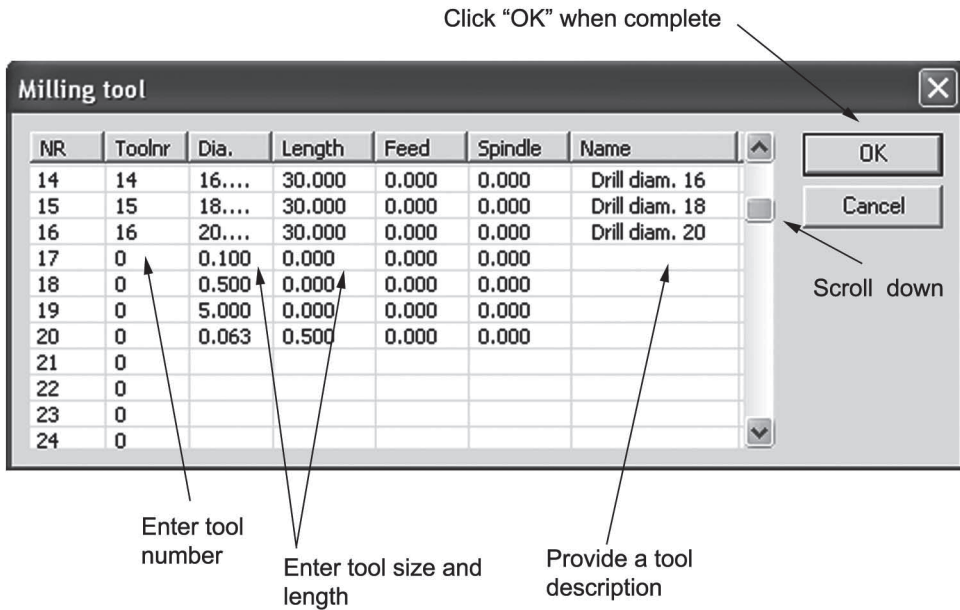 Click “OK” when complete
Milling tool
NR Toolnr Dia. Length Feed Spindle Name
14 14 16.... 30.000 0.000 0.000 Drill diam. 16
15 15 18.... 30.000 0.000 0.000 Drill diam. 18
16 16 20.... 30.000 0.000 0.000 Drill diam. 20
17 0 0.100 0.000 0.000 0.000
18 0 0.500 0.000 0.000 0.000
19 0 5.000 0.000 0.000 0.000
20 0 0.063 0.500 0.000 0.000
21 0
22 0
23 0
24 0
OK
Cancel
Scroll down
Enter tool
number
Enter tool size and
length
Provide a tool
description